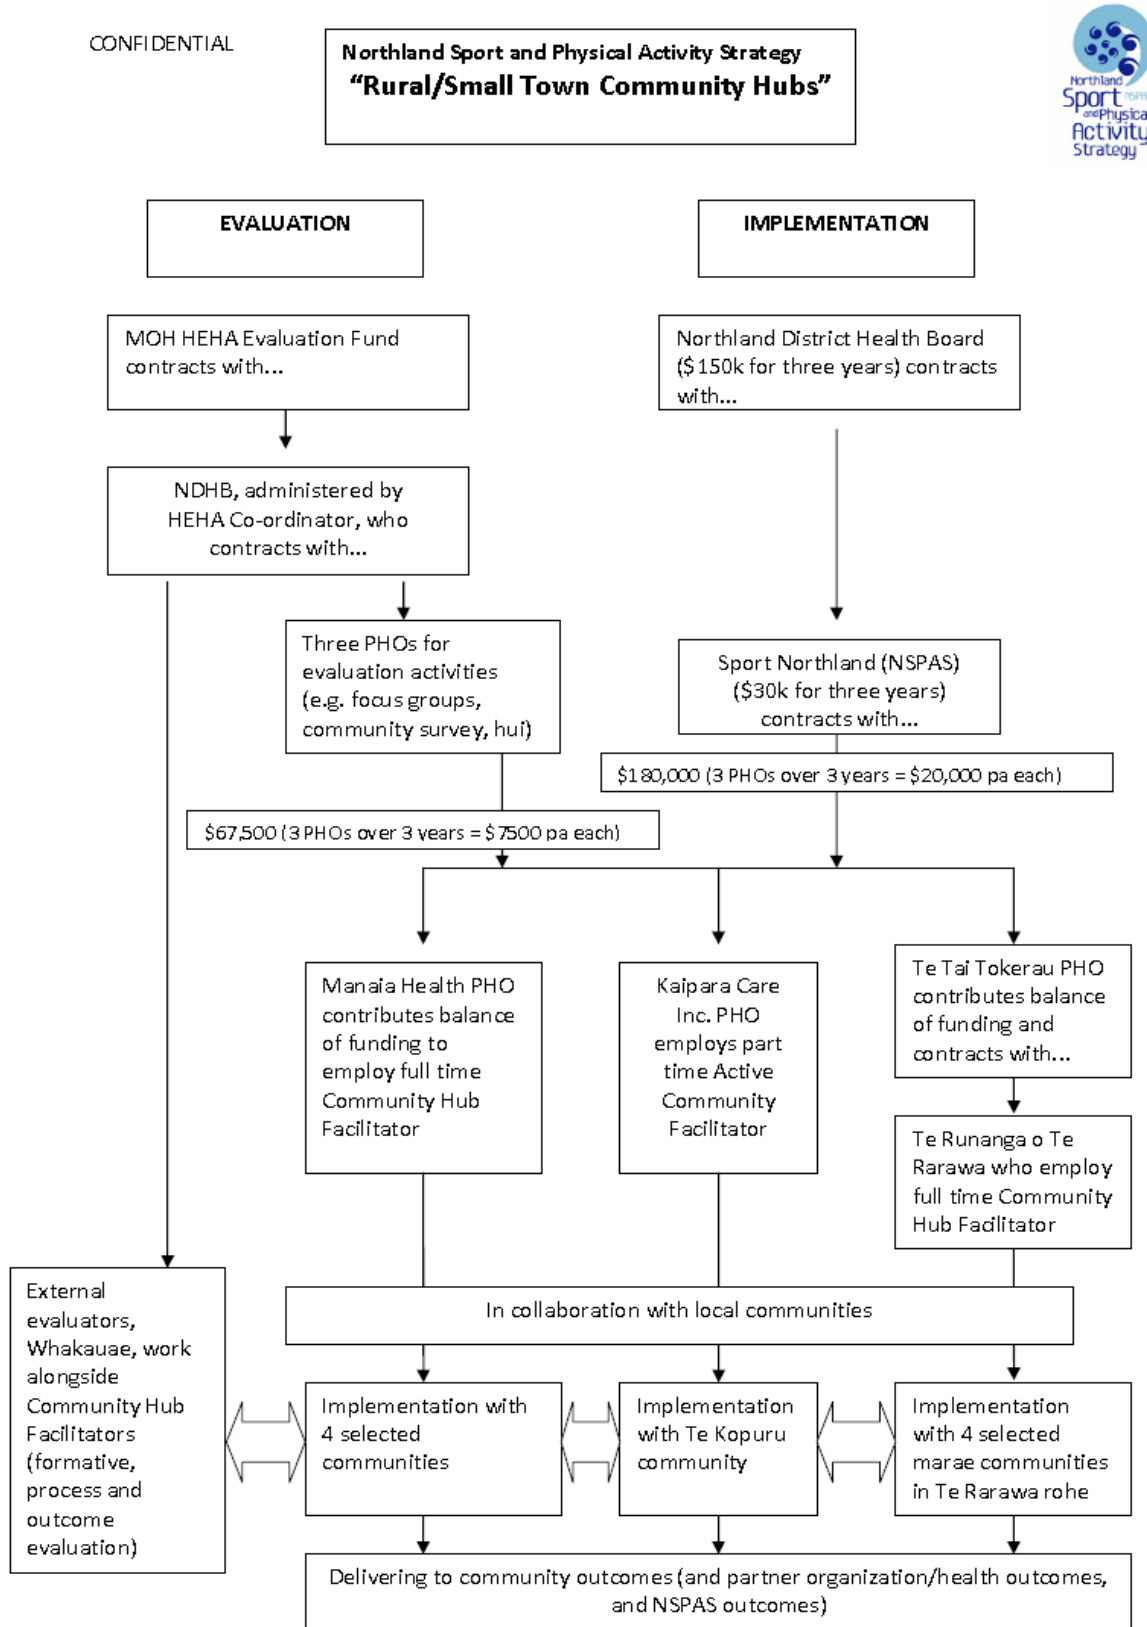 CONFIDENTIAL
Northland Sport and Physical Activity Strategy
“Rural/Small Town Community Hubs”
Northland
Sport NSPAS
and Physical
Activity
Strategy
EVALUATION
IMPLEMENTATION
MOH HEHA Evaluation Fund
contracts with...
Northland District Health Board
($150k for three years) contracts
with...
NDHB, administered by
HEHA Co-ordinator, who
contracts with...
Three PHOs for
evaluation activities
(e.g. focus groups,
community survey, hui)
Sport Northland (NSPAS)
($30k for three years)
contracts with...
$180,000 (3 PHOs over 3 years = $20,000 pa each)
$67,500 (3 PHOs over 3 years = $7500 pa each)
Manaia Health PHO
contributes balance
of funding to
employ full time
Community Hub
Facilitator
Kaipara Care
Inc. PHO
employs part
time Active
Community
Facilitator
Te Tai Tokerau PHO
contributes balance
of funding and
contracts with...
Te Runanga o Te
Rarawa who employ
full time Community
Hub Facilitator
External
evaluators,
Whakauae, work
alongside
Community Hub
Facilitators
(formative,
process and
outcome
evaluation)
In collaboration with local communities
Implementation with
4 selected
communities
Implementation
with Te Kopuru
community
Implementation
with 4 selected
marae communities
in Te Rarawa rohe
Delivering to community outcomes (and partner organization/health outcomes,
and NSPAS outcomes)